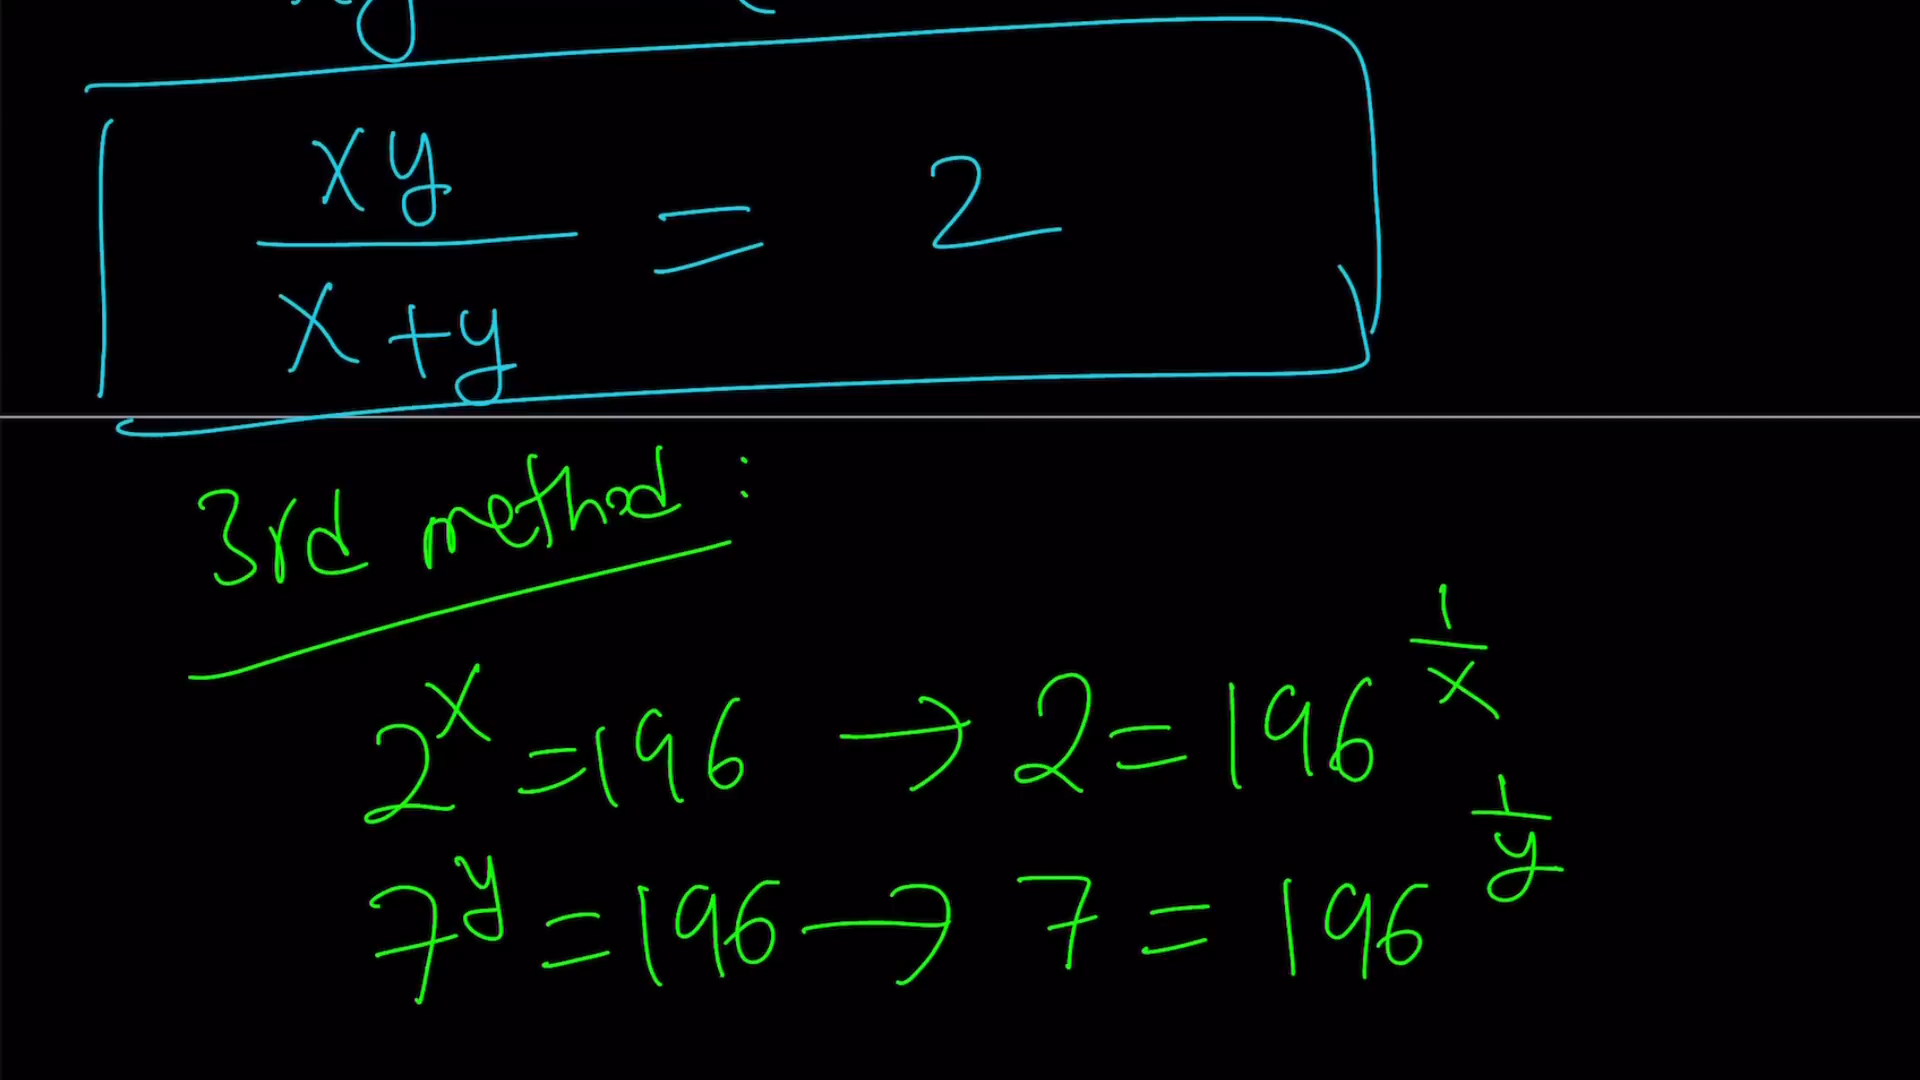 xy/(x+y) = 2
3rd method:
2^x = 196 → 2 = 196^(1/x)
7^y = 196 → 7 = 196^(1/y)